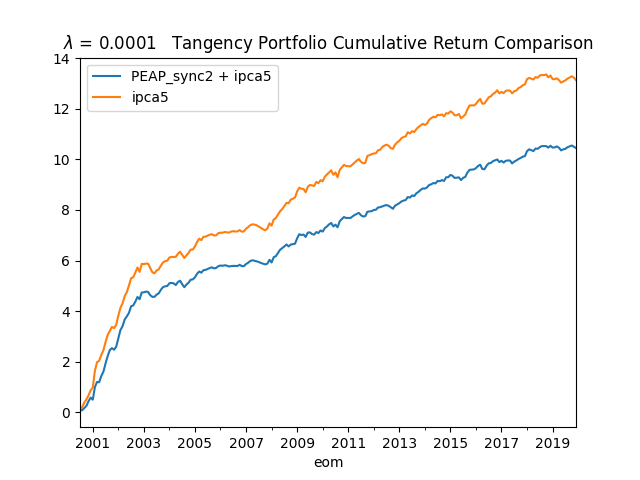 λ = 0.0001   Tangency Portfolio Cumulative Return Comparison
PEAP_sync2 + ipca5
ipca5
14
12
10
8
6
4
2
0
2001 2003 2005 2007 2009 2011 2013 2015 2017 2019
eom